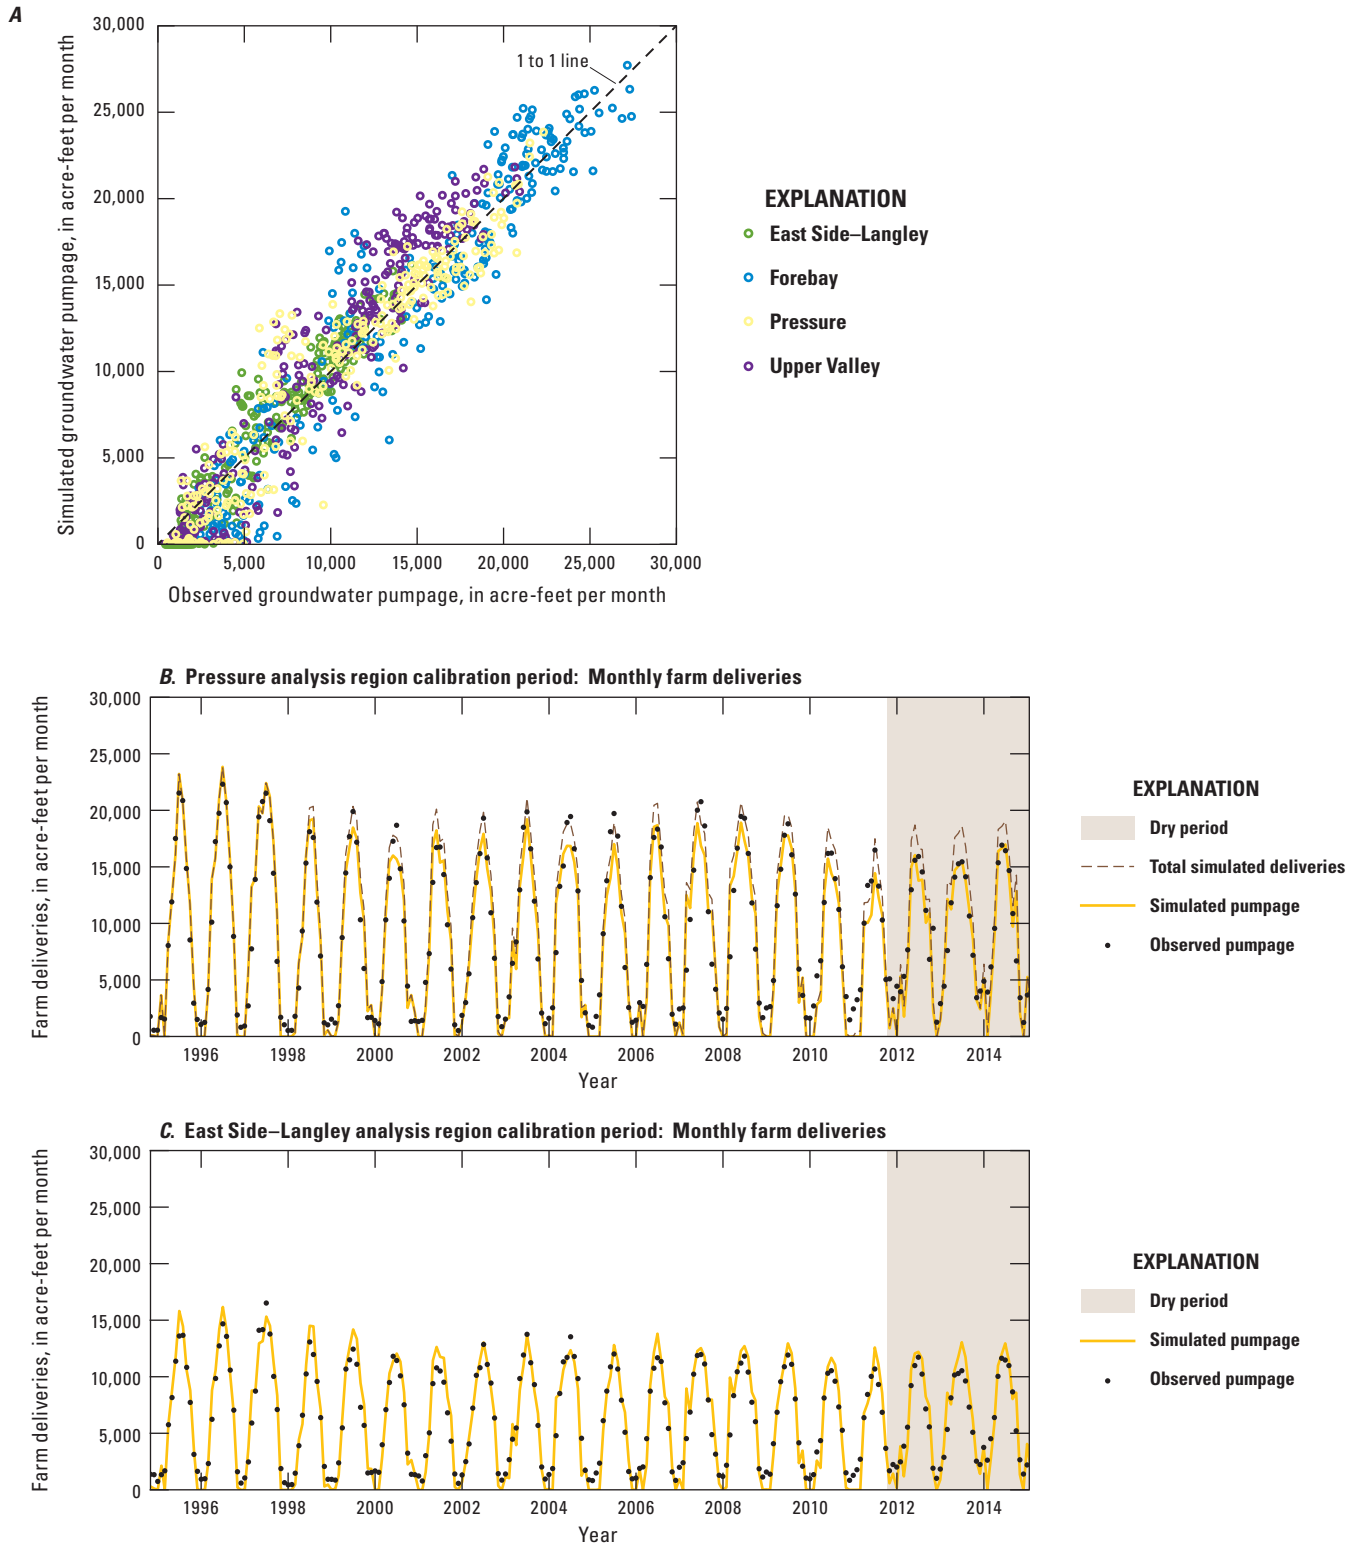 A
Simulated groundwater pumpage, in acre-feet per month
30,000
25,000
20,000
15,000
10,000
5,000
0
1 to 1 line
0 5,000 10,000 15,000 20,000 25,000 30,000
Observed groundwater pumpage, in acre-feet per month
EXPLANATION
East Side–Langley
Forebay
Pressure
Upper Valley
B. Pressure analysis region calibration period: Monthly farm deliveries
Farm deliveries, in acre-feet per month
30,000
25,000
20,000
15,000
10,000
5,000
0
1996 1998 2000 2002 2004 2006 2008 2010 2012 2014
Year
EXPLANATION
Dry period
Total simulated deliveries
Simulated pumpage
Observed pumpage
C. East Side–Langley analysis region calibration period: Monthly farm deliveries
Farm deliveries, in acre-feet per month
30,000
25,000
20,000
15,000
10,000
5,000
0
1996 1998 2000 2002 2004 2006 2008 2010 2012 2014
Year
EXPLANATION
Dry period
Simulated pumpage
Observed pumpage